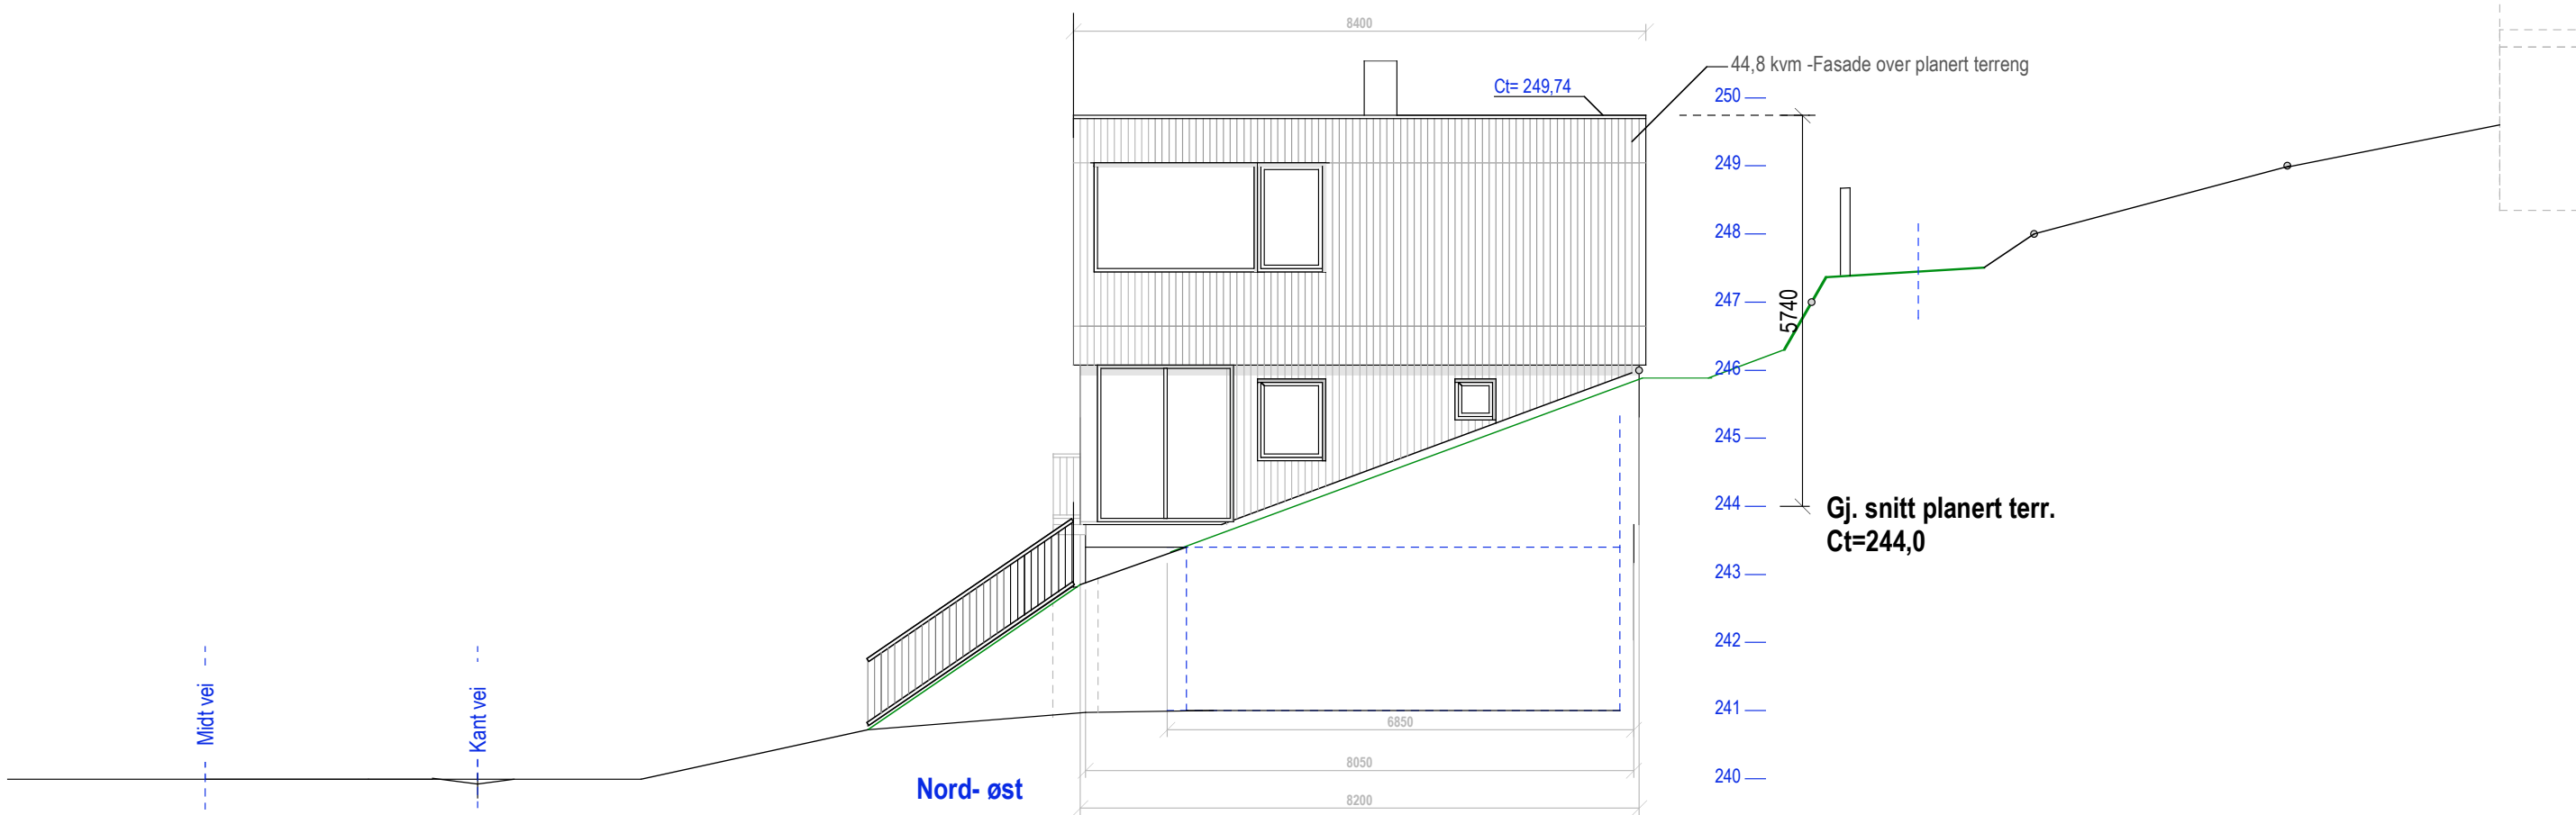 8400
44,8 kvm -Fasade over planert terreng
Ct= 249,74
250
249
248
247
5740
246
245
244
Gj. snitt planert terr.
Ct=244,0
243
242
241
240
Midt vei
Kant vei
6850
8050
Nord- øst
8200